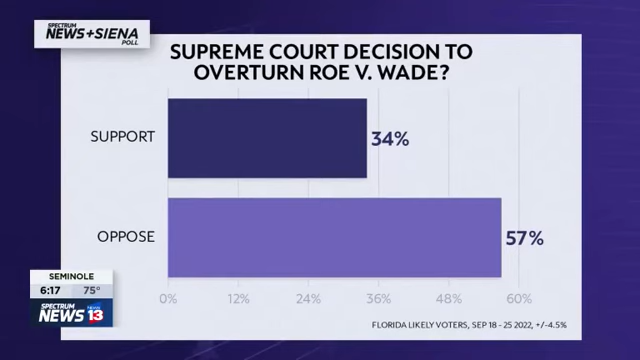 SPECTRUM
NEWS+SIENA
POLL
SUPREME COURT DECISION TO
OVERTURN ROE V. WADE?
SUPPORT
34%
OPPOSE
57%
0% 12% 24% 36% 48% 60%
FLORIDA LIKELY VOTERS, SEP 18 - 25 2022, +/-4.5%
SEMINOLE
6:17 75°
SPECTRUM
NEWS 13
NEWS